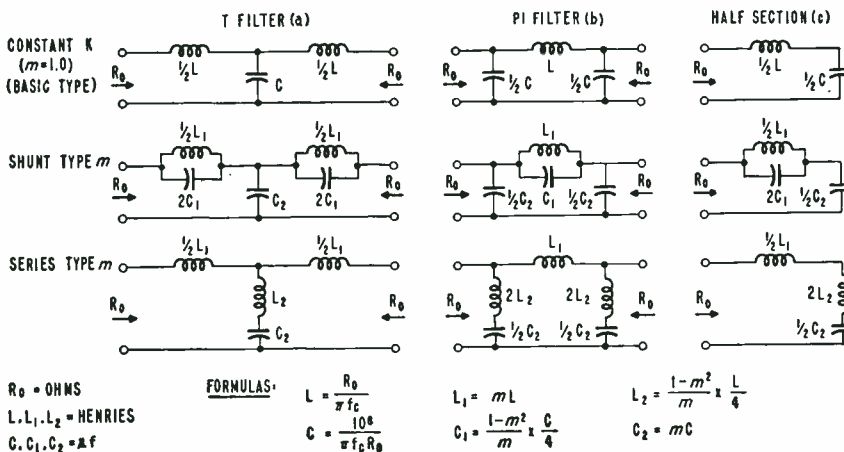 T FILTER (a)
PI FILTER (b)
HALF SECTION (c)
CONSTANT K
(m=1.0)
(BASIC TYPE)
R₀
½L
C
½L
R₀
R₀
½C
L
½C
R₀
R₀
½L
½C
SHUNT TYPE m
R₀
½L₁
2C₁
C₂
½L₁
2C₁
R₀
R₀
½C₂
L₁
C₁
½C₂
R₀
R₀
½L₁
2C₁
½C₂
SERIES TYPE m
R₀
½L₁
L₂
C₂
½L₁
R₀
R₀
2L₂
½C₂
L₁
2L₂
½C₂
R₀
R₀
½L₁
2L₂
½C₂
R₀ = OHMS
L.L₁.L₂ = HENRIES
C.C₁.C₂ = μf
FORMULAS:
L = R₀ / πf_C
C = 10⁶ / πf_C R₀
L₁ = mL
C₁ = 1-m² / m x C / 4
L₂ = 1-m² / m x L / 4
C₂ = mC